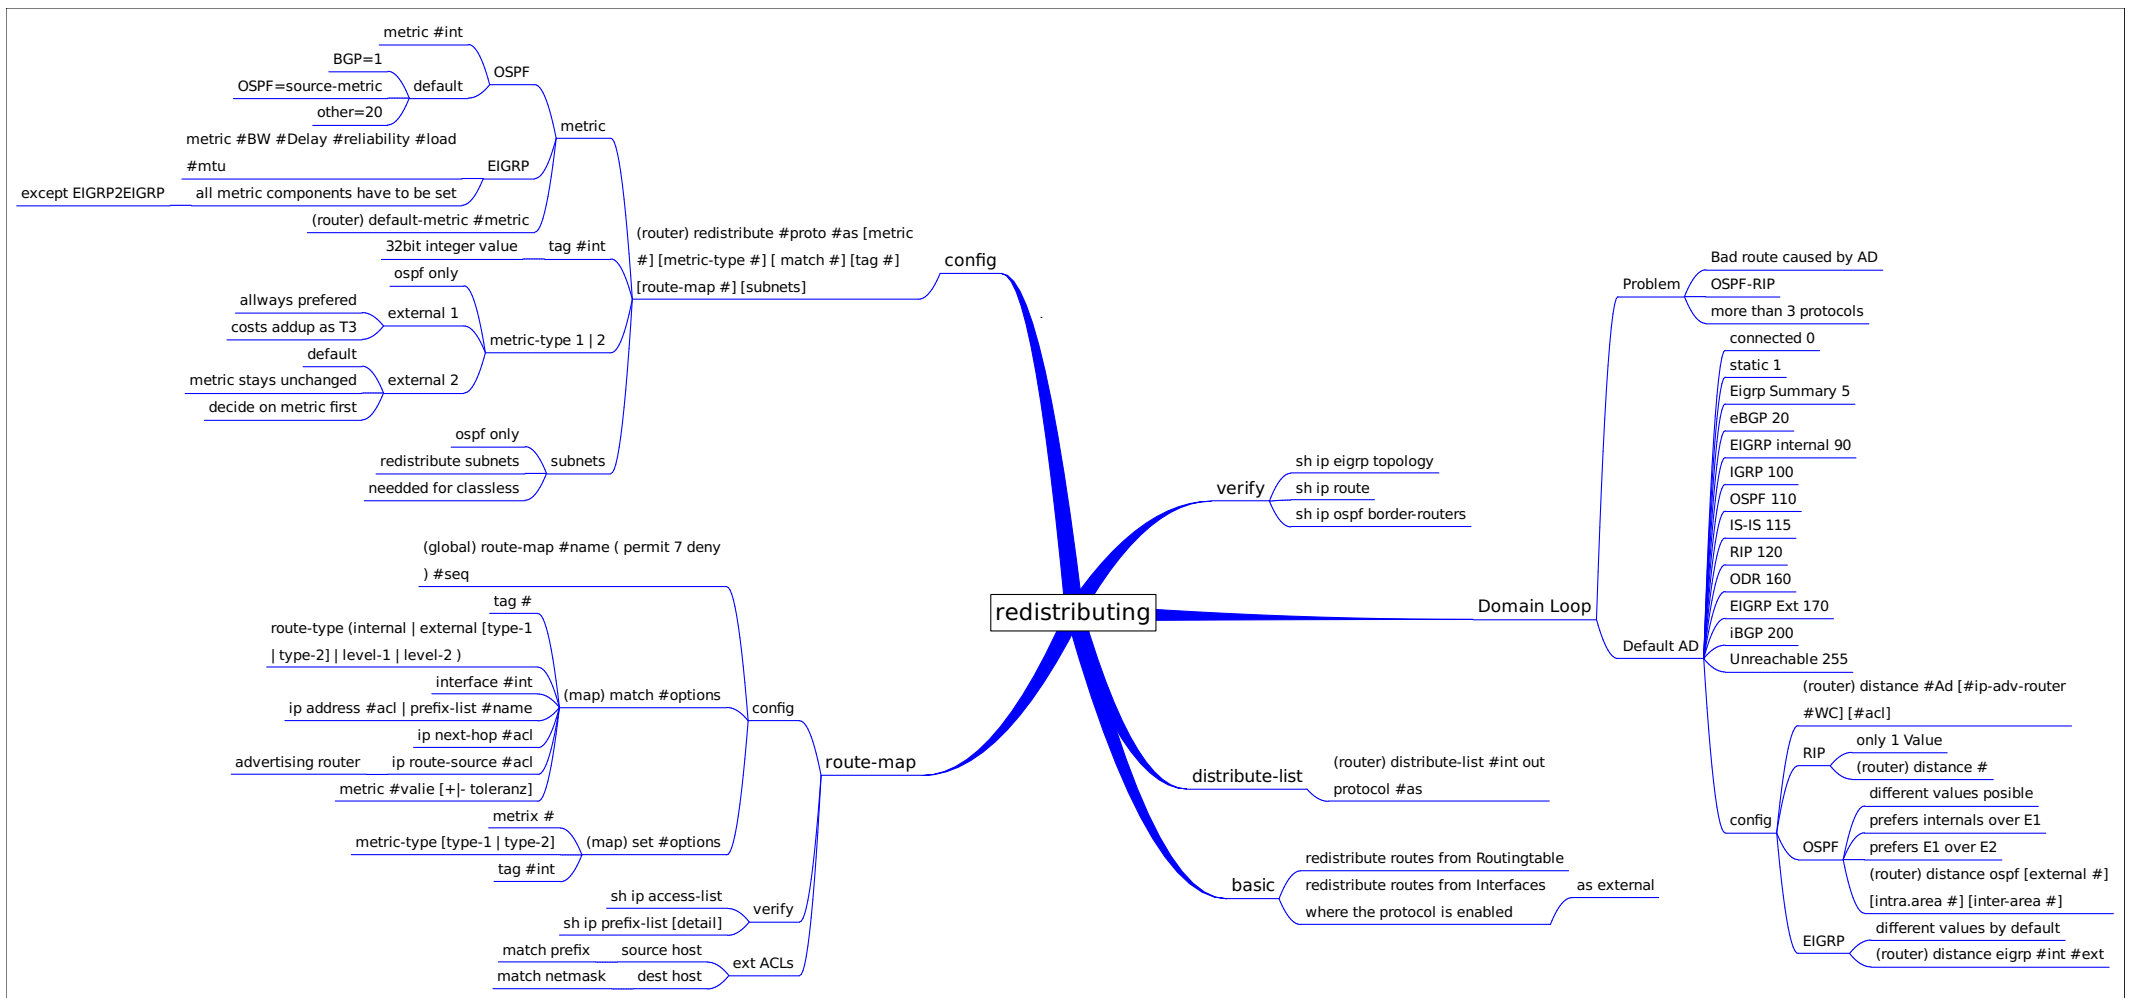 redistributing
config
(router) redistribute #proto #as [metric
#] [metric-type #] [ match #] [tag #]
[route-map #] [subnets]
metric
OSPF
metric #int
default
BGP=1
OSPF=source-metric
other=20
EIGRP
metric #BW #Delay #reliability #load
#mtu
all metric components have to be set
except EIGRP2EIGRP
(router) default-metric #metric
tag #int
32bit integer value
metric-type 1 | 2
ospf only
external 1
allways prefered
costs addup as T3
external 2
default
metric stays unchanged
decide on metric first
subnets
ospf only
redistribute subnets
needded for classless
route-map
config
(global) route-map #name ( permit 7 deny
) #seq
(map) match #options
tag #
route-type (internal | external [type-1
| type-2] | level-1 | level-2 )
interface #int
ip address #acl | prefix-list #name
ip next-hop #acl
ip route-source #acl
advertising router
metric #valie [+|- toleranz]
(map) set #options
metrix #
metric-type [type-1 | type-2]
tag #int
verify
sh ip access-list
sh ip prefix-list [detail]
ext ACLs
source host
match prefix
dest host
match netmask
verify
sh ip eigrp topology
sh ip route
sh ip ospf border-routers
Domain Loop
Problem
Bad route caused by AD
OSPF-RIP
more than 3 protocols
Default AD
connected 0
static 1
Eigrp Summary 5
eBGP 20
EIGRP internal 90
IGRP 100
OSPF 110
IS-IS 115
RIP 120
ODR 160
EIGRP Ext 170
iBGP 200
Unreachable 255
config
(router) distance #Ad [#ip-adv-router
#WC] [#acl]
RIP
only 1 Value
(router) distance #
OSPF
different values posible
prefers internals over E1
prefers E1 over E2
(router) distance ospf [external #]
[intra.area #] [inter-area #]
EIGRP
different values by default
(router) distance eigrp #int #ext
distribute-list
(router) distribute-list #int out
protocol #as
basic
redistribute routes from Routingtable
redistribute routes from Interfaces
where the protocol is enabled
as external